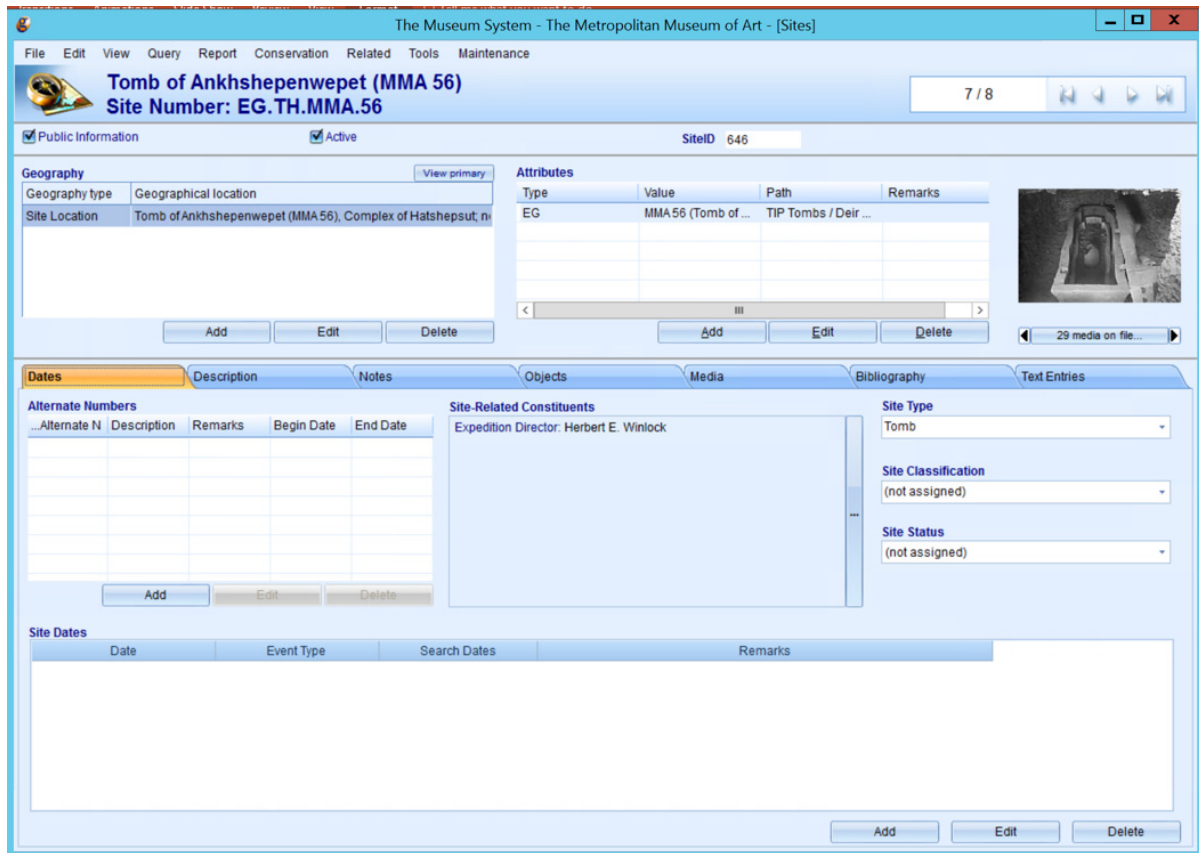 The Museum System - The Metropolitan Museum of Art - [Sites]
File Edit View Query Report Conservation Related Tools Maintenance
Tomb of Ankhshepenwepet (MMA 56)
Site Number: EG.TH.MMA.56
7 / 8
Public Information Active SiteID 646
Geography View primary
Geography type Geographical location
Site Location Tomb of Ankhshepenwepet (MMA 56), Complex of Hatshepsut; n
Add Edit Delete
Attributes
Type Value Path Remarks
EG MMA 56 (Tomb of ... TIP Tombs / Deir ...
Add Edit Delete
29 media on file...
Dates Description Notes Objects Media Bibliography Text Entries
Alternate Numbers
...Alternate N Description Remarks Begin Date End Date
Add Edit Delete
Site-Related Constituents
Expedition Director: Herbert E. Winlock
...
Site Type
Tomb
Site Classification
(not assigned)
Site Status
(not assigned)
Site Dates
Date Event Type Search Dates Remarks
Add Edit Delete